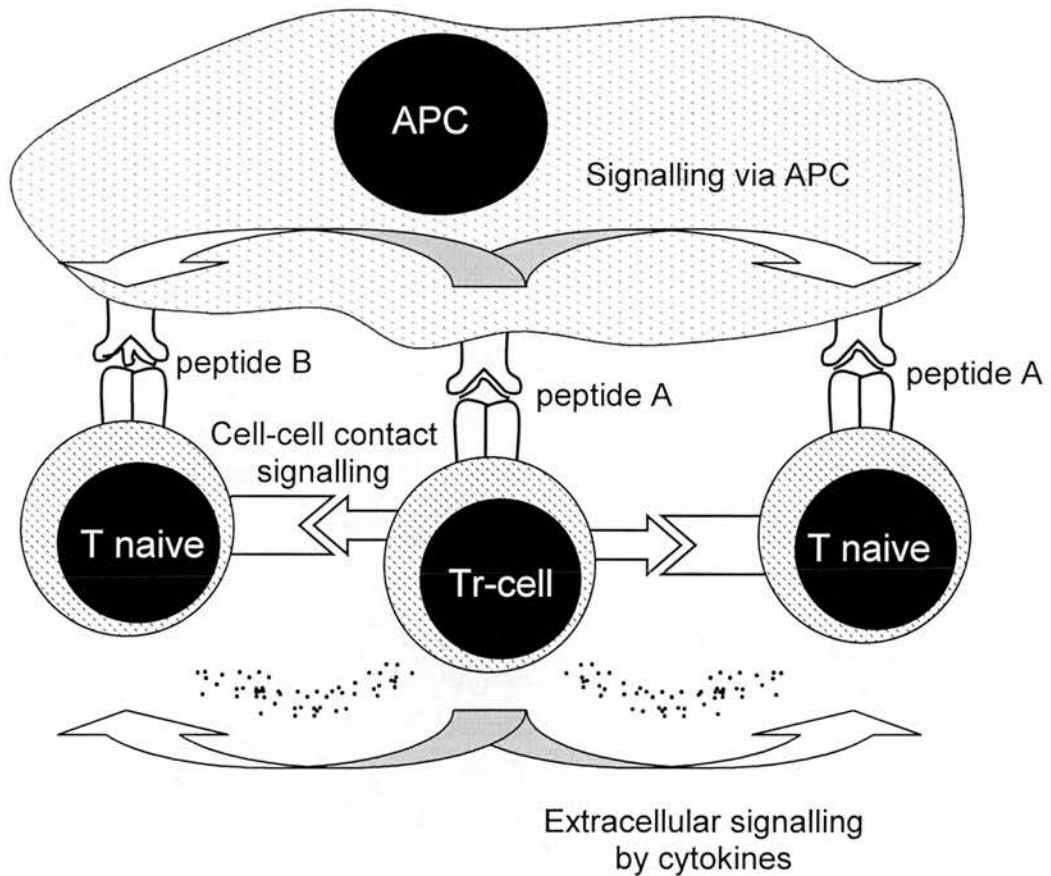 APC
Signalling via APC
peptide B
peptide A
peptide A
Cell-cell contact
signalling
T naive
Tr-cell
T naive
Extracellular signalling
by cytokines